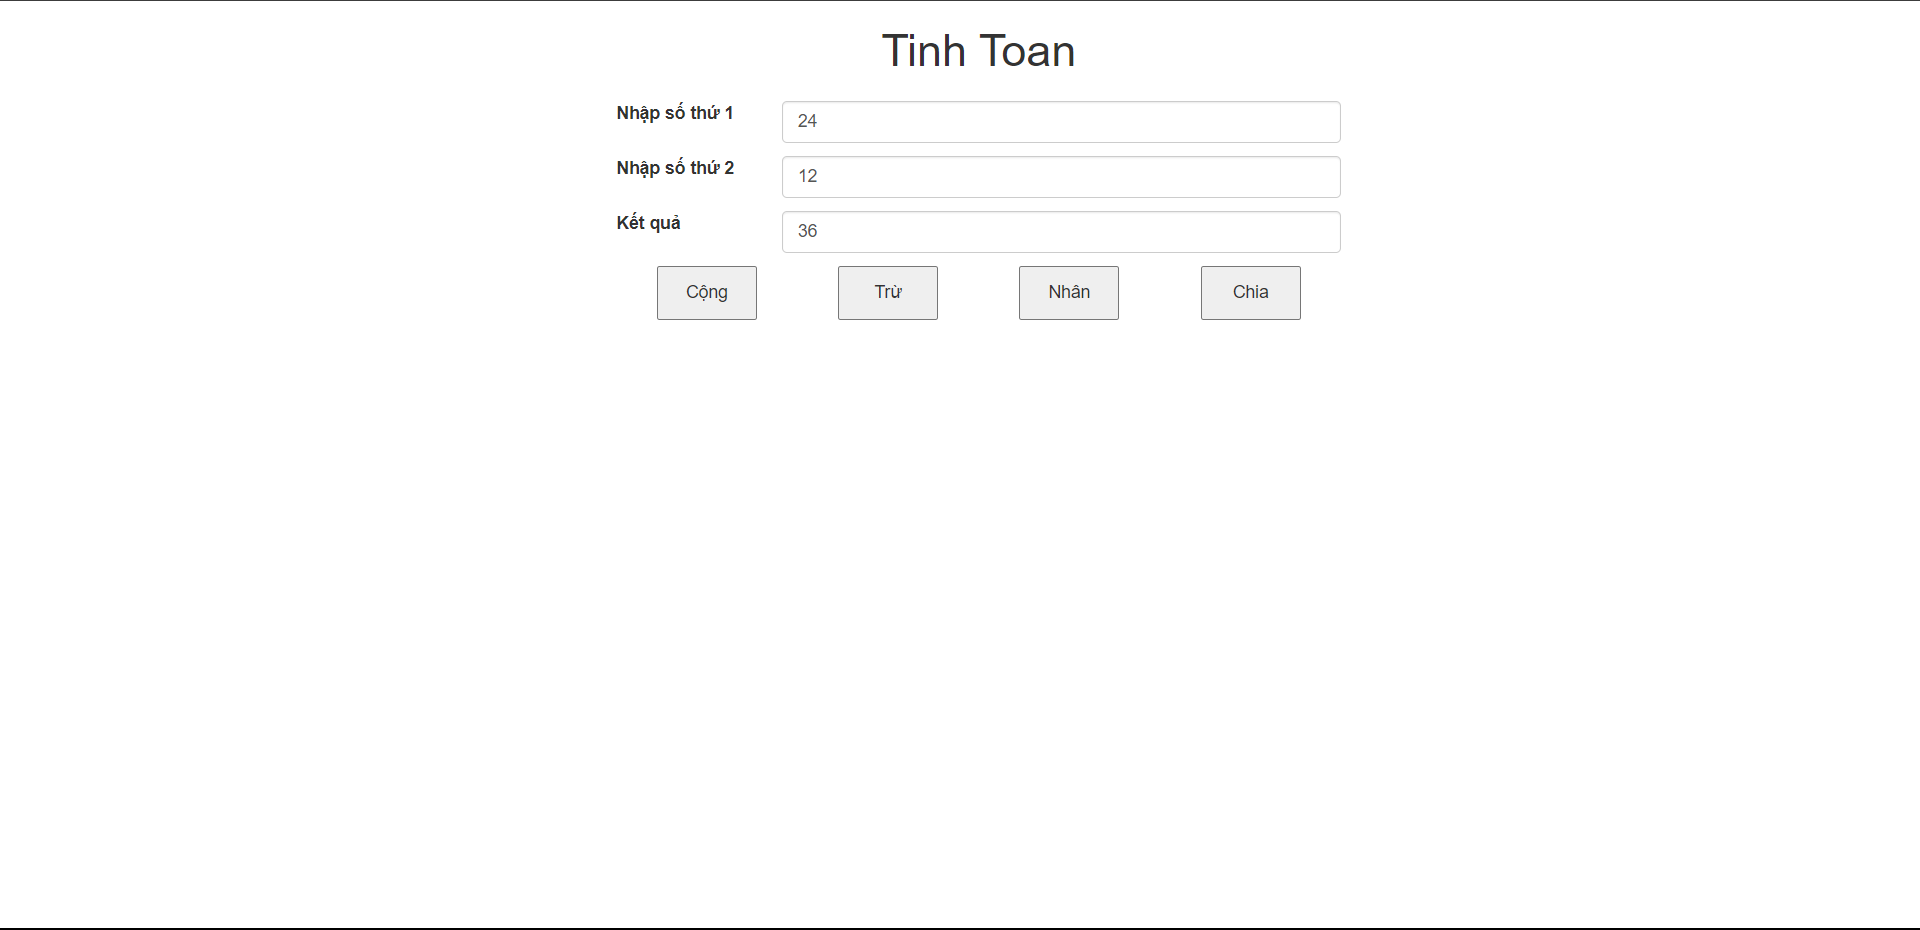 Tinh Toan
Nhập số thứ 1 24
Nhập số thứ 2 12
Kết quả 36
Cộng Trừ Nhân Chia